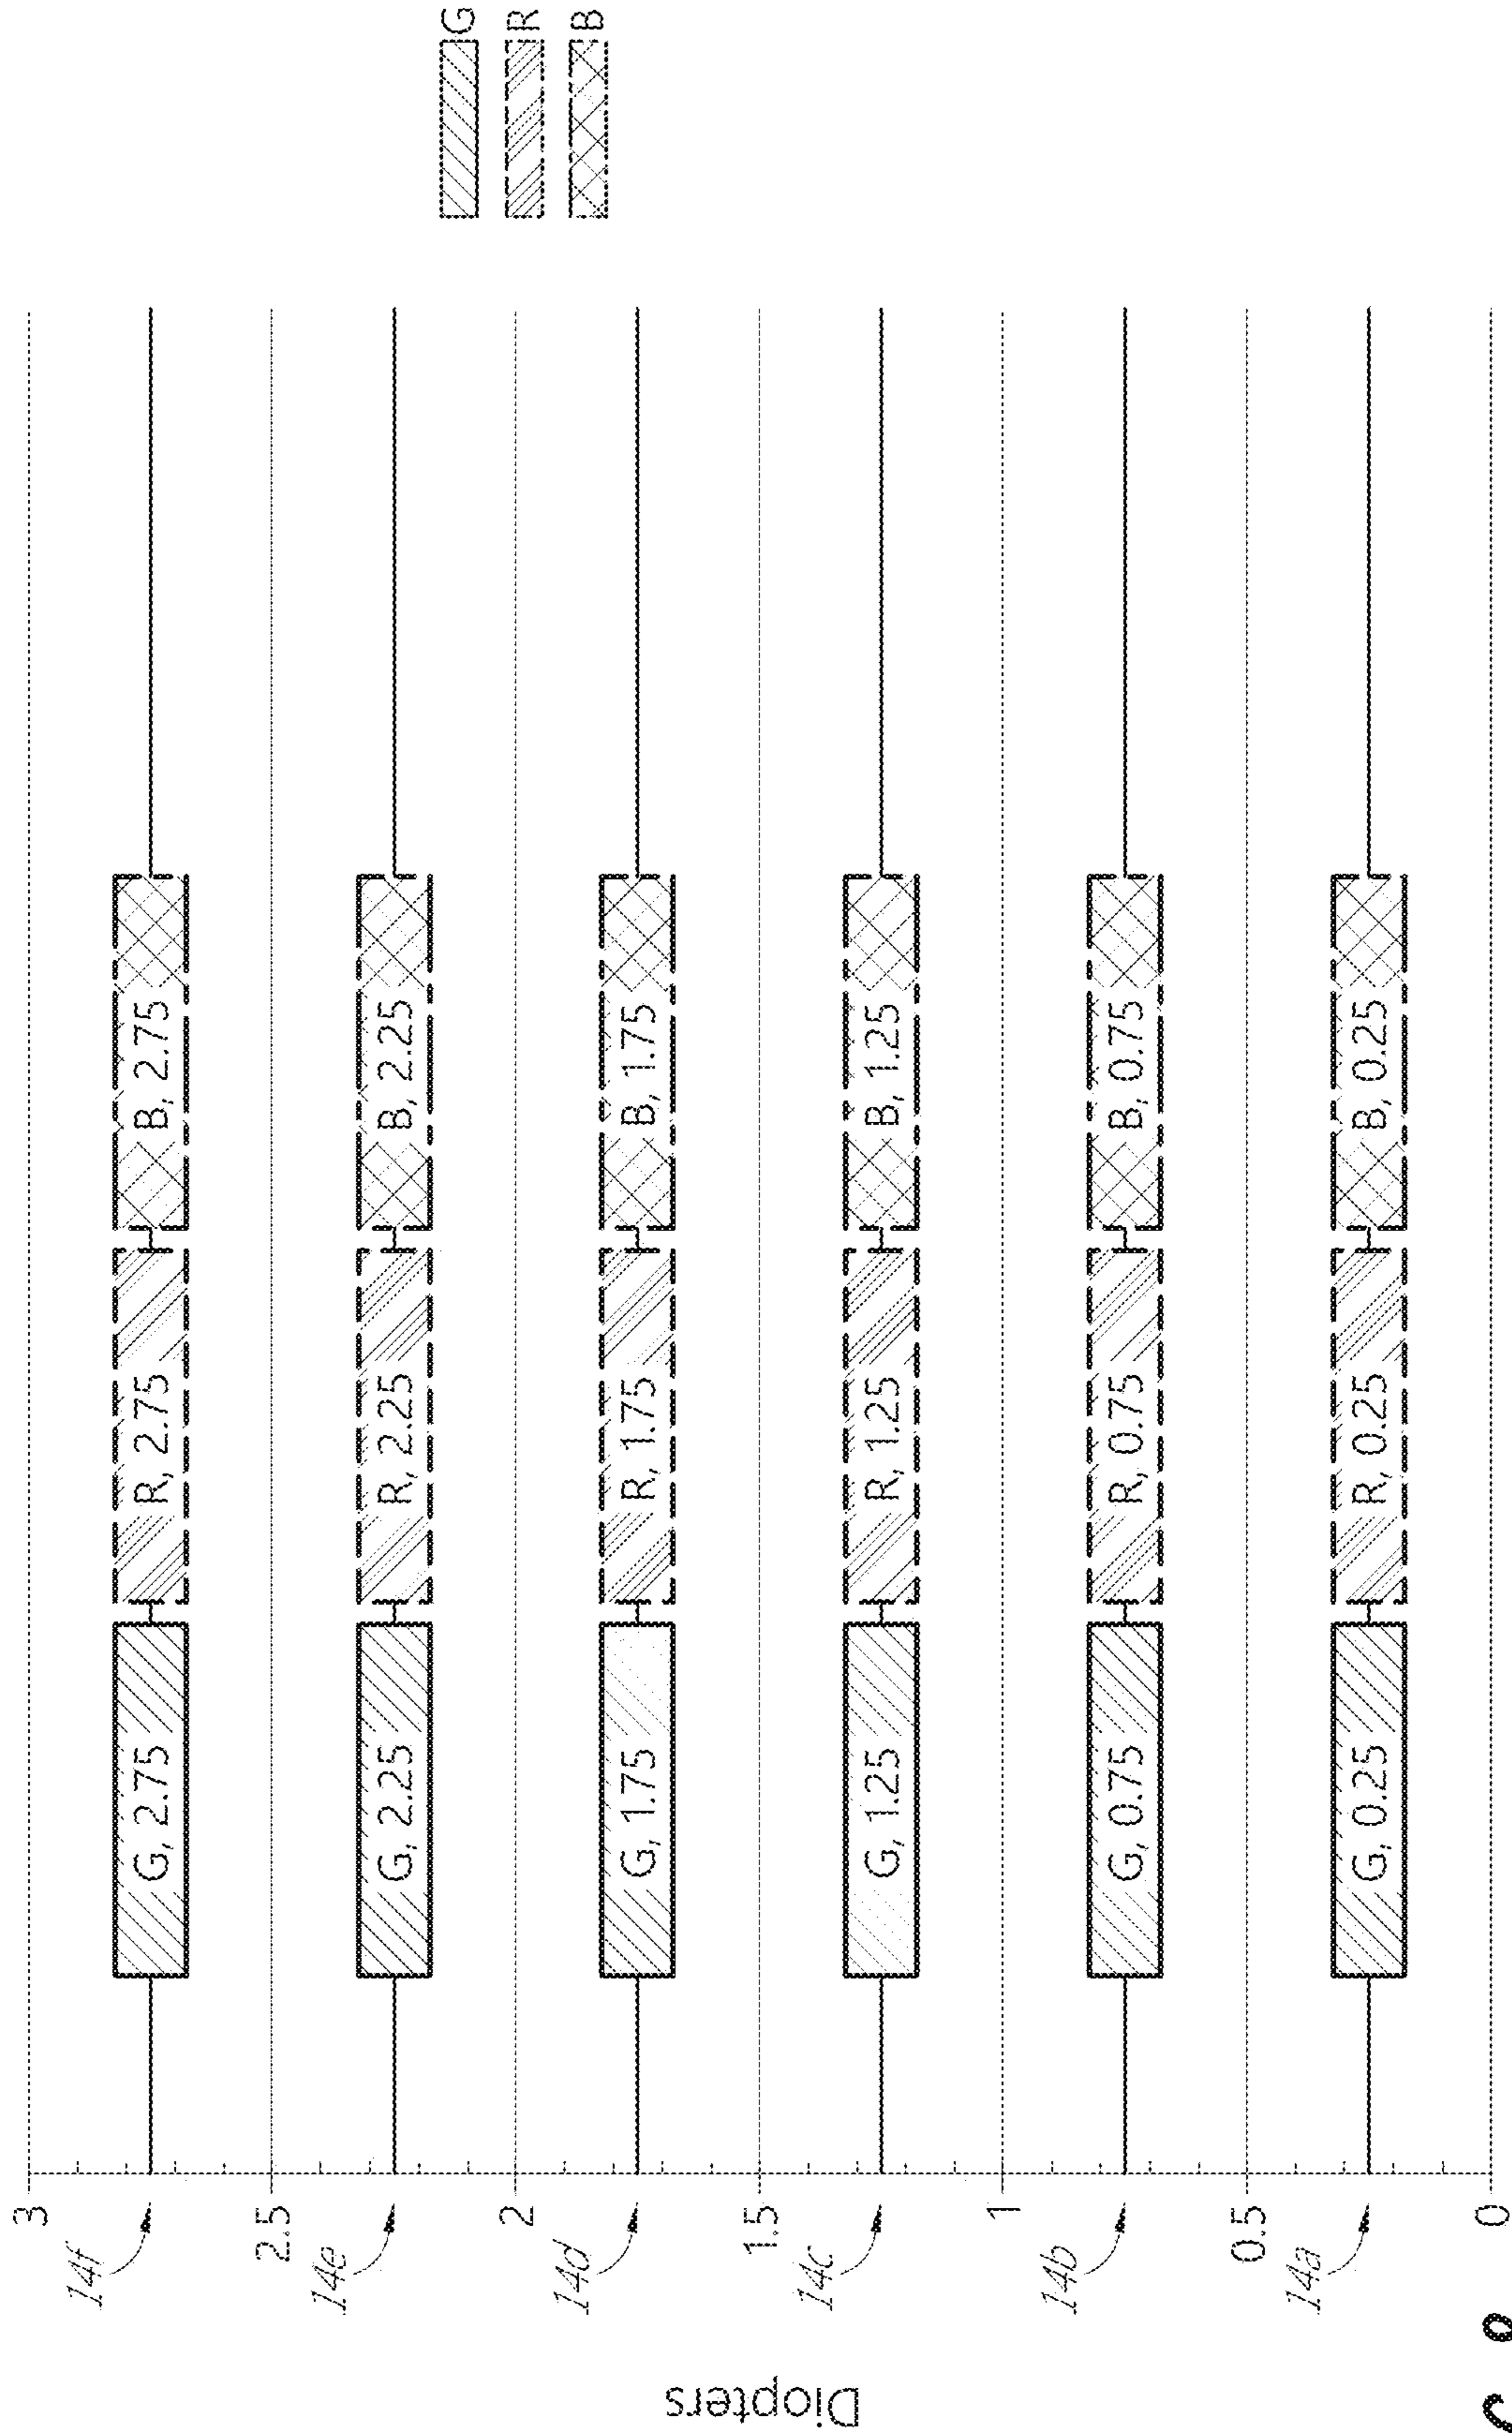 3
14f
G, 2.75 R, 2.75 B, 2.75
2.5
14e
G, 2.25 R, 2.25 B, 2.25
2
14d
G, 1.75 R, 1.75 B, 1.75
1.5
14c
G, 1.25 R, 1.25 B, 1.25
1
14b
G, 0.75 R, 0.75 B, 0.75
0.5
14a
G, 0.25 R, 0.25 B, 0.25
0
Diopters
G
R
B